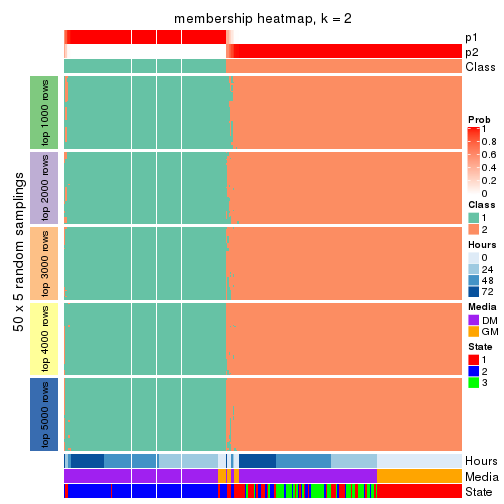 membership heatmap, k = 2
p1
p2
Class
50 x 5 random samplings
top 1000 rows
top 2000 rows
top 3000 rows
top 4000 rows
top 5000 rows
Hours
Media
State
Prob
1
0.8
0.6
0.4
0.2
0
Class
1
2
Hours
0
24
48
72
Media
DM
GM
State
1
2
3